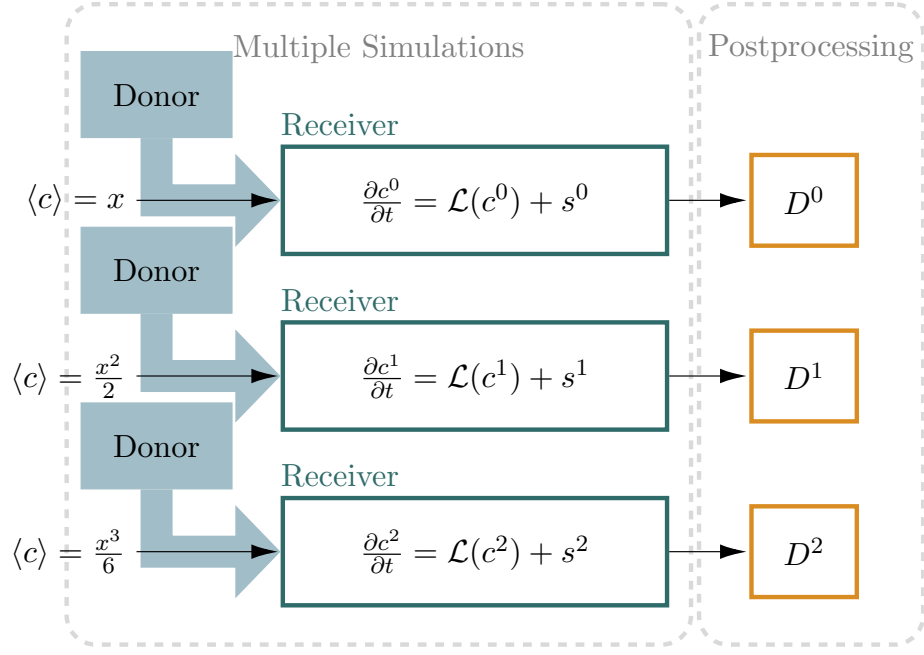 Multiple Simulations
Postprocessing
Donor
Receiver
⟨c⟩ = x
∂c⁰/∂t = ℒ(c⁰) + s⁰
D⁰
Donor
Receiver
⟨c⟩ = x²/2
∂c¹/∂t = ℒ(c¹) + s¹
D¹
Donor
Receiver
⟨c⟩ = x³/6
∂c²/∂t = ℒ(c²) + s²
D²